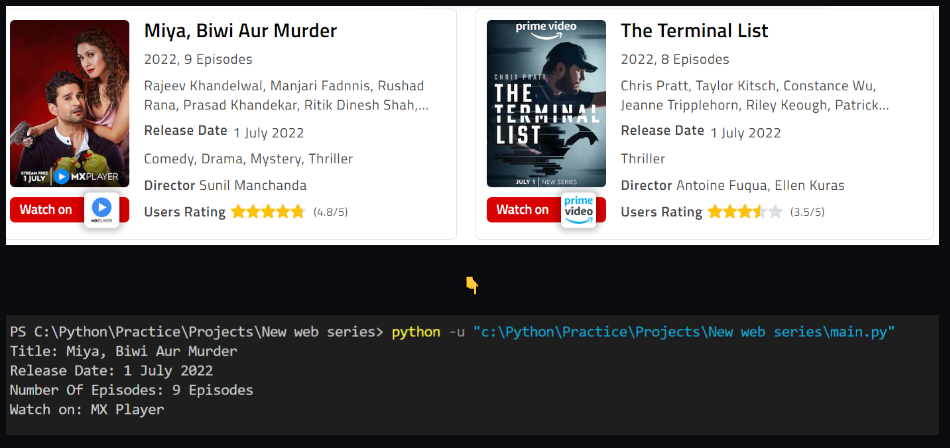 Miya, Biwi Aur Murder
2022, 9 Episodes
Rajeev Khandelwal, Manjari Fadnnis, Rushad
Rana, Prasad Khandekar, Ritik Dinesh Shah,...
Release Date 1 July 2022
Comedy, Drama, Mystery, Thriller
Director Sunil Manchanda
Users Rating (4.8/5)
STREAM FREE
1 JULY MXPLAYER
Watch on
MXPLAYER
The Terminal List
2022, 8 Episodes
Chris Pratt, Taylor Kitsch, Constance Wu,
Jeanne Tripplehorn, Riley Keough, Patrick...
Release Date 1 July 2022
Thriller
Director Antoine Fuqua, Ellen Kuras
Users Rating (3.5/5)
prime video
CHRIS PRATT
THE
TERMINAL
LIST
JULY 1 | NEW SERIES
Watch on
prime
video
PS C:\Python\Practice\Projects\New web series> python -u "c:\Python\Practice\Projects\New web series\main.py"
Title: Miya, Biwi Aur Murder
Release Date: 1 July 2022
Number Of Episodes: 9 Episodes
Watch on: MX Player